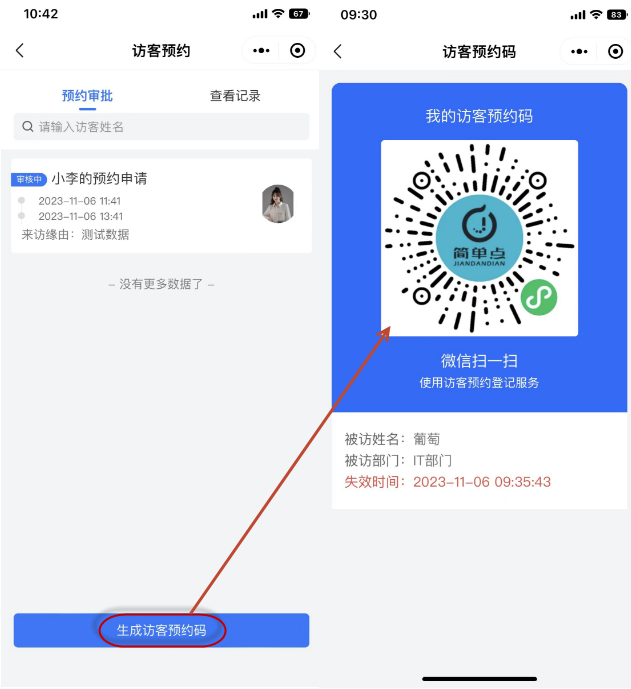 10:42
67
访客预约
预约审批
查看记录
请输入访客姓名
审核中 小李的预约申请
2023-11-06 11:41
2023-11-06 13:41
来访缘由：测试数据
– 没有更多数据了 –
生成访客预约码
09:30
83
访客预约码
我的访客预约码
简单点
JIANDANDIAN
微信扫一扫
使用访客预约登记服务
被访姓名：葡萄
被访部门：IT部门
失效时间：2023-11-06 09:35:43